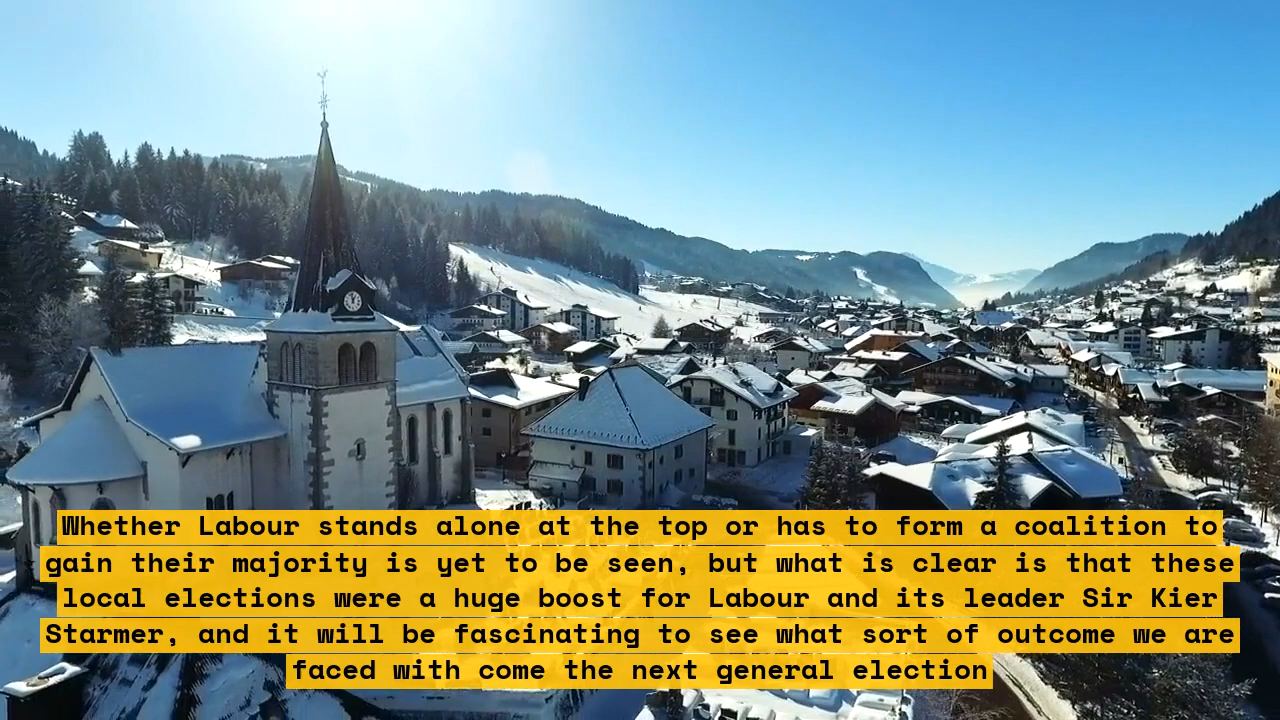 Whether Labour stands alone at the top or has to form a coalition to
gain their majority is yet to be seen, but what is clear is that these
local elections were a huge boost for Labour and its leader Sir Kier
Starmer, and it will be fascinating to see what sort of outcome we are
faced with come the next general election